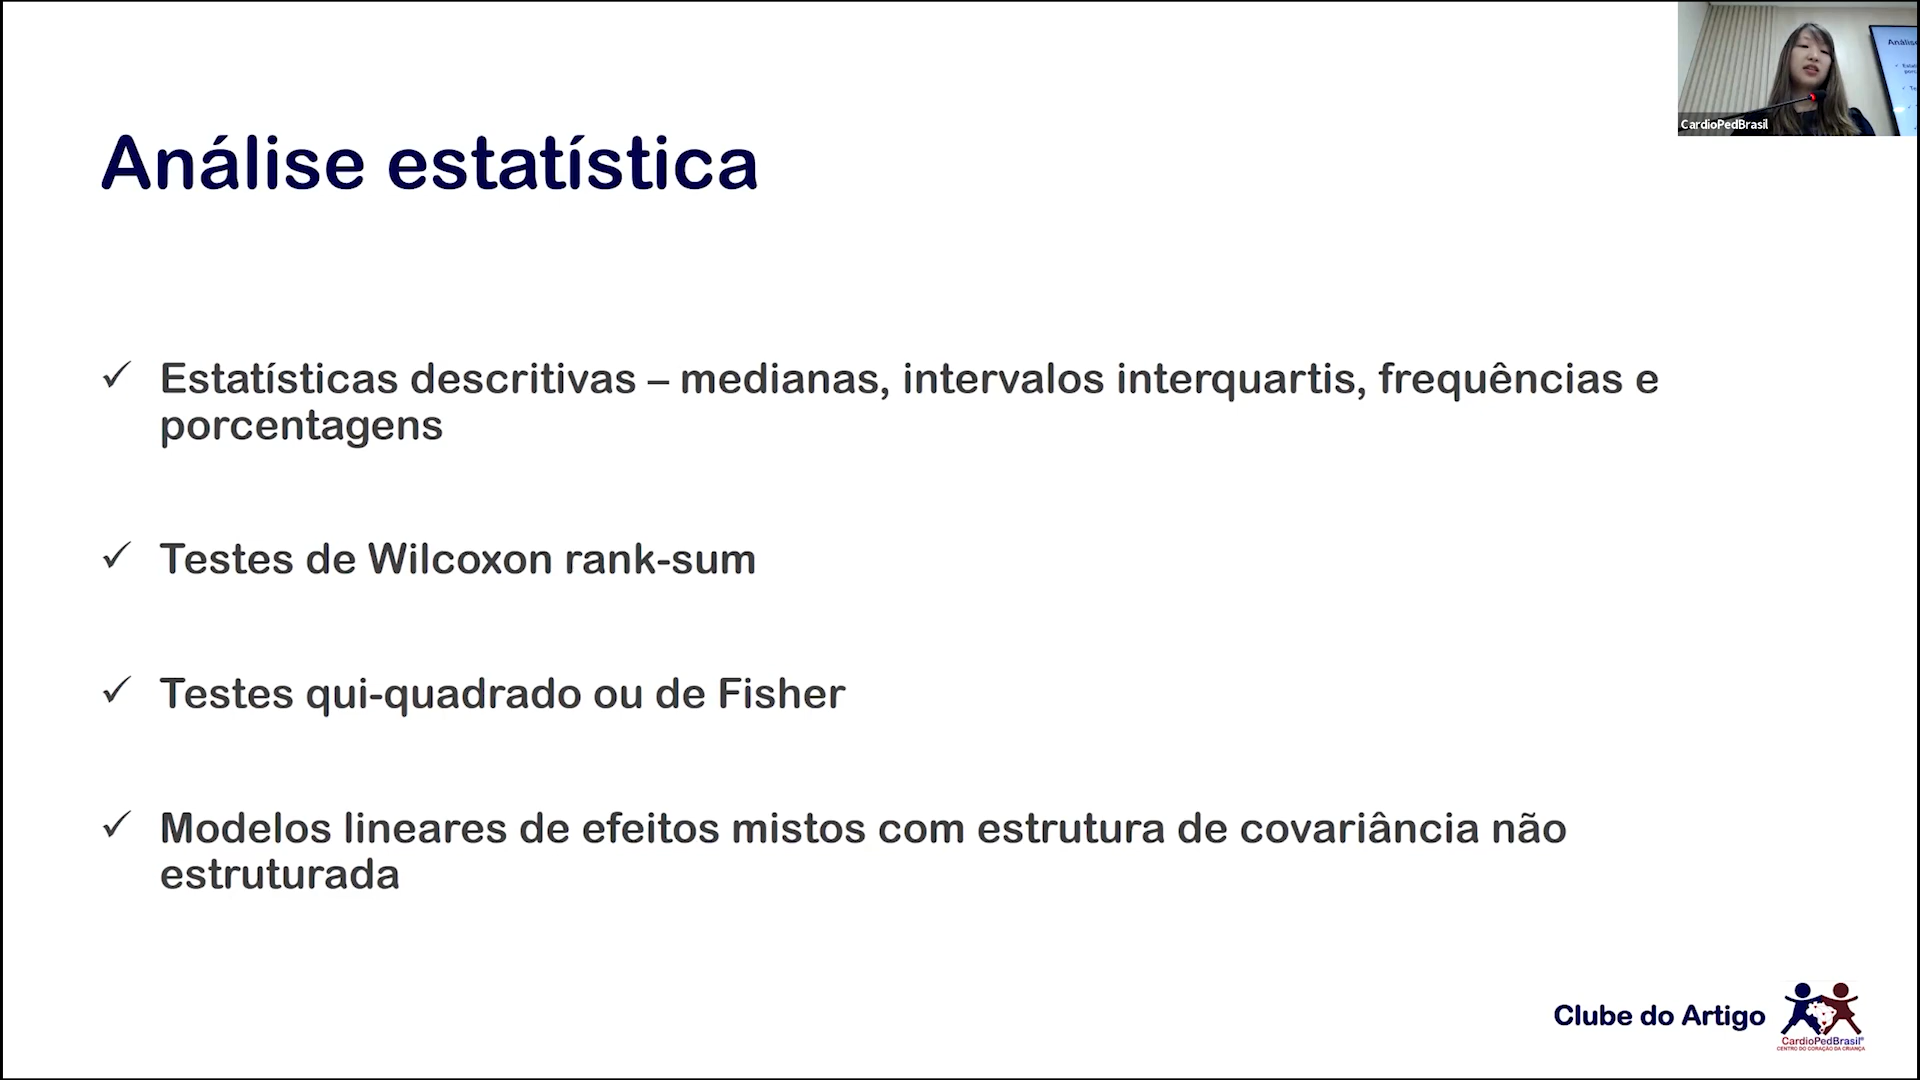 Análise estatística
CardioPedBrasil
✓ Estatísticas descritivas – medianas, intervalos interquartis, frequências e
porcentagens
✓ Testes de Wilcoxon rank-sum
✓ Testes qui-quadrado ou de Fisher
✓ Modelos lineares de efeitos mistos com estrutura de covariância não
estruturada
Clube do Artigo
CardioPedBrasil®
CENTRO DO CORAÇÃO DA CRIANÇA